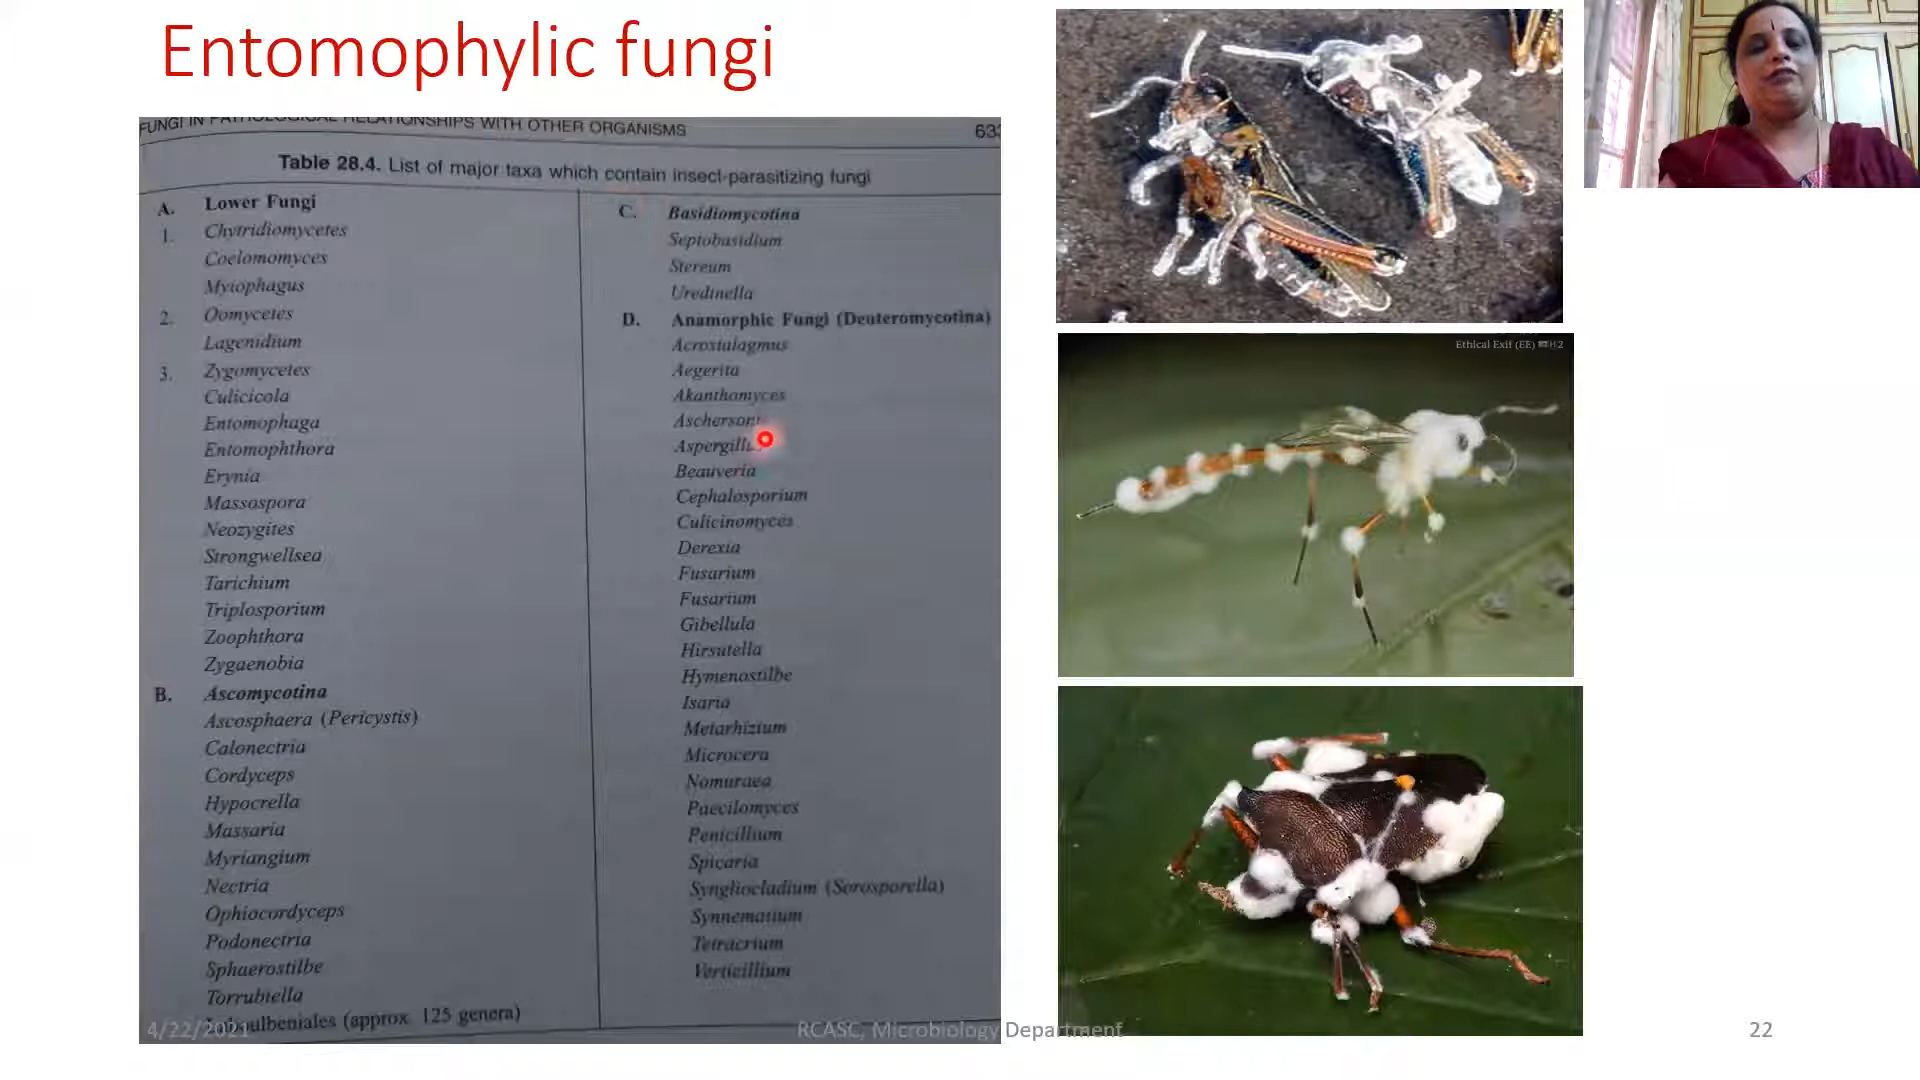 Entomophylic fungi
FUNGI IN PATHOLOGICAL RELATIONSHIPS WITH OTHER ORGANISMS
Table 28.4. List of major taxa which contain insect-parasitizing fungi
A. Lower Fungi
1. Chytridiomycetes
Coelomomyces
Myiophagus
2. Oomycetes
Lagenidium
3. Zygomycetes
Culicicola
Entomophaga
Entomophthora
Erynia
Massospora
Neozygites
Strongwellsea
Tarichium
Triplosporium
Zoophthora
Zygaenobia
B. Ascomycotina
Ascosphaera (Pericystis)
Calonectria
Cordyceps
Hypocrella
Massaria
Myriangium
Nectria
Ophiocordyceps
Podonectria
Sphaerostilbe
Torrubiella
(approx. 125 genera)
C. Basidiomycotina
Septobasidium
Stereum
Uredinella
D. Anamorphic Fungi (Deuteromycotina)
Acrostalagmus
Aegerita
Akanthomyces
Beauveria
Cephalosporium
Culicinomyces
Derexia
Fusarium
Fusarium
Gibellula
Hirsutella
Hymenostilbe
Isaria
Metarhizium
Microcera
Nomuraea
Paecilomyces
Penicillium
Spicaria
Syngliocladium (Sorosporella)
Synnematium
Tetracrium
Verticillium
Ethical Exif (EE)
4/22/2021
RCASC, Microbiology Department
22